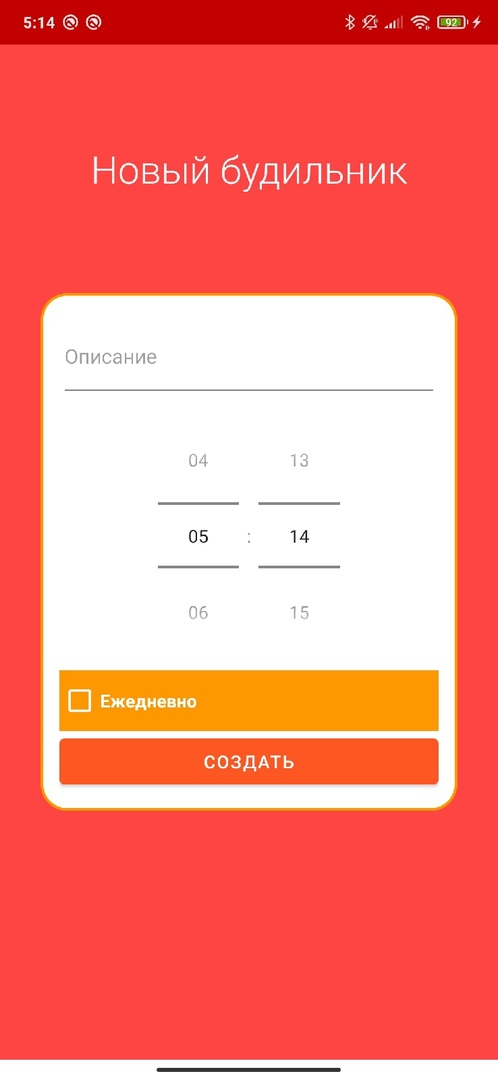 5:14
92
Новый будильник
Описание
04 13
05 : 14
06 15
Ежедневно
СОЗДАТЬ